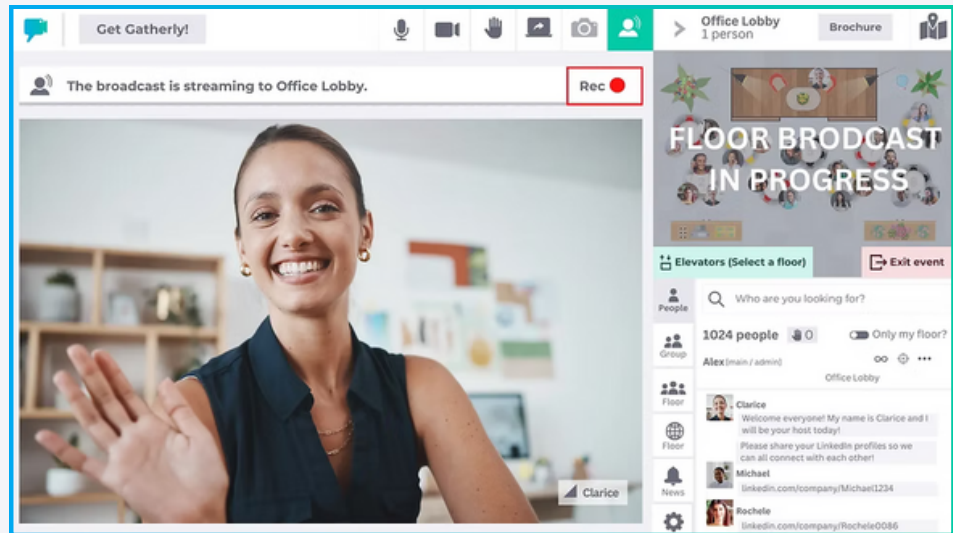 Get Gatherly!
The broadcast is streaming to Office Lobby.
Rec
Clarice
Office Lobby
1 person
Brochure
FLOOR BRODCAST
IN PROGRESS
Elevators (Select a floor)
Exit event
People
Who are you looking for?
1024 people
0
Only my floor?
Group
Alex (main / admin)
Office Lobby
Floor
Clarice
Welcome everyone! My name is Clarice and I
will be your host today!
Floor
Please share your LinkedIn profiles so we
can all connect with each other!
News
Michael
linkedin.com/company/Michael1234
Rochele
linkedin.com/company/Rochele0086